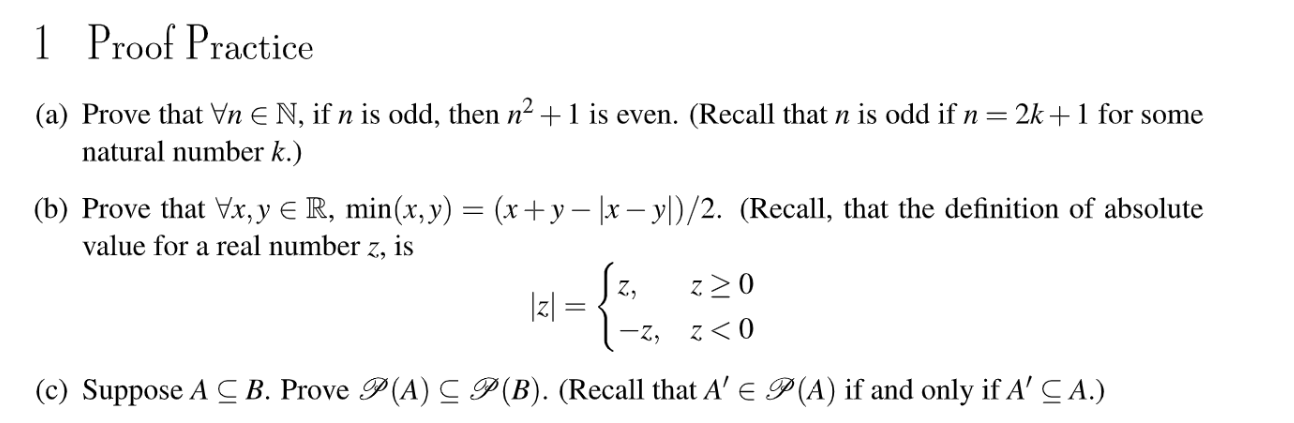 1 Proof Practice
(a) Prove that ∀n ∈ ℕ, if n is odd, then n² + 1 is even. (Recall that n is odd if n = 2k + 1 for some
natural number k.)
(b) Prove that ∀x, y ∈ ℝ, min(x, y) = (x + y − |x − y|)/2. (Recall, that the definition of absolute
value for a real number z, is
|z| = { z, z ≥ 0
−z, z < 0
(c) Suppose A ⊆ B. Prove 𝒫(A) ⊆ 𝒫(B). (Recall that A′ ∈ 𝒫(A) if and only if A′ ⊆ A.)